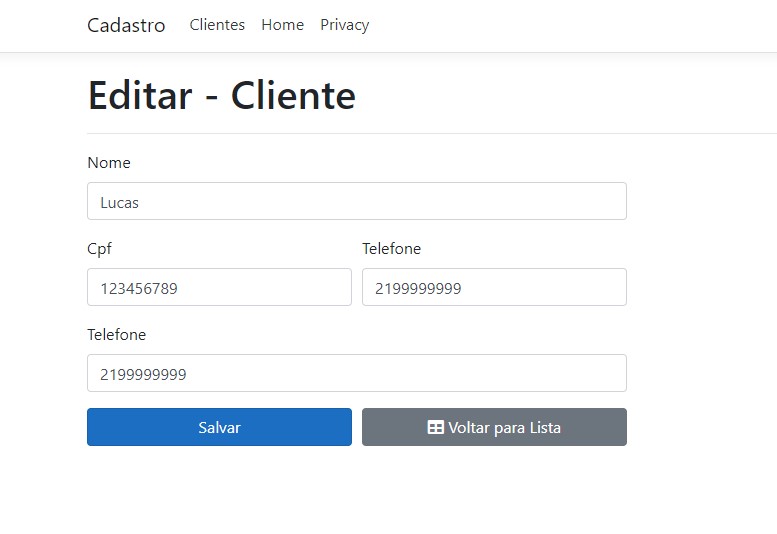 Cadastro Clientes Home Privacy
Editar - Cliente
Nome
Lucas
Cpf Telefone
123456789 2199999999
Telefone
2199999999
Salvar Voltar para Lista